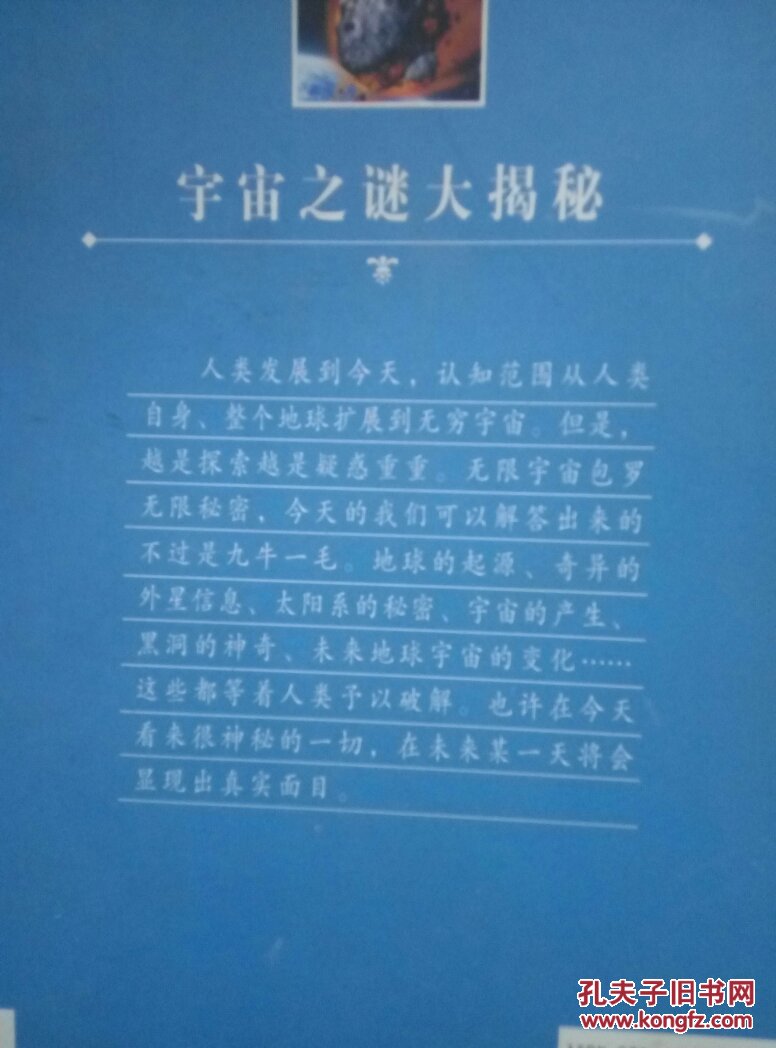 宇宙之谜大揭秘
人类发展到今天，认知范围从人类
自身、整个地球扩展到无穷宇宙。但是，
越是探索越是疑惑重重。无限宇宙包罗
无限秘密，今天的我们可以解答出来的
不过是九牛一毛。地球的起源、奇异的
外星信息、太阳系的秘密、宇宙的产生、
黑洞的神奇、未来地球宇宙的变化……
这些都等着人类予以破解。也许在今天
看来很神秘的一切，在未来某一天将会
显现出真实面目。
孔夫子旧书网
www.kongfz.com